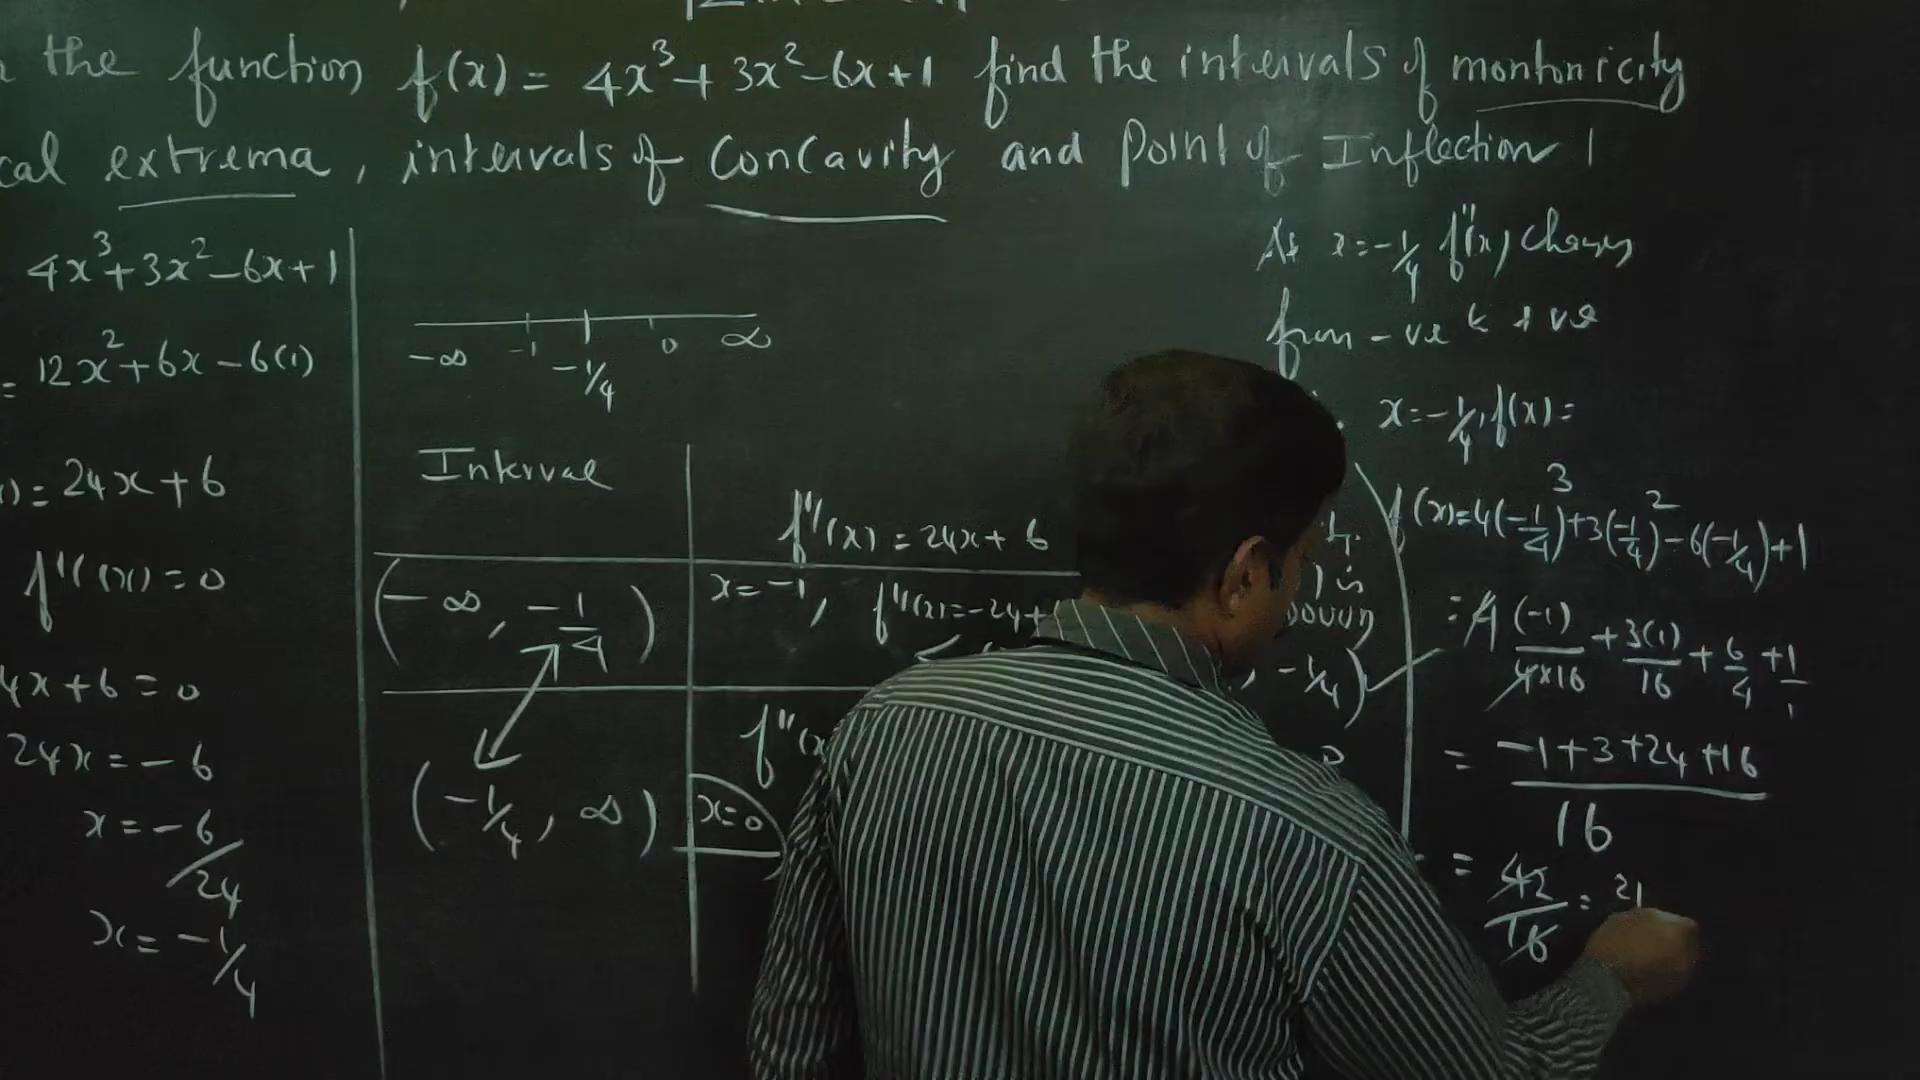 the function f(x) = 4x³+3x²-6x+1 find the intervals of montonicity
cal extrema, intervals of Concavity and Point of Inflection
4x³+3x²-6x+1
= 12x²+6x-6(1)
)=24x+6
f''(x)=0
4x+6=0
24x=-6
x=-6/24
x=-1/4
-∞ -1 -1/4 0 ∞
Interval
f''(x)=24x+6
(-∞, -1/4)
x=-1, f''(x)=-24+
(-1/4, ∞)
f''(x
x=0
) is
, -1/4)
At x=-1/4 f''(x)
from -ve +ve
x=-1/4, f(x)=
f(x)=4(-1/4)³+3(-1/4)²-6(-1/4)+1
=4(-1)/4×16+3(1)/16+6/4+1/1
= -1+3+24+16/16
= 42/16 = 21